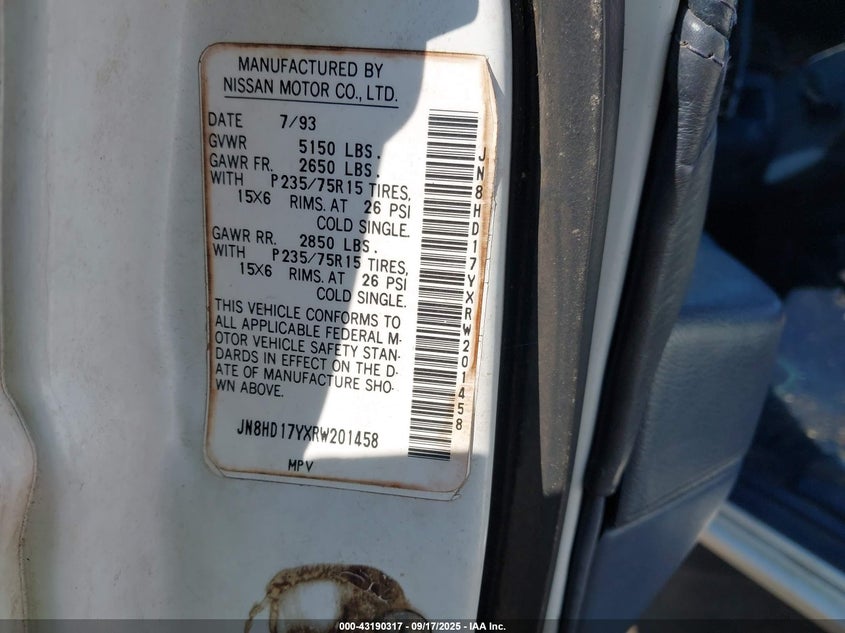 MANUFACTURED BY
NISSAN MOTOR CO., LTD.
DATE 7/93
GVWR 5150 LBS.
GAWR FR. 2650 LBS.
WITH P235/75R15 TIRES,
15X6 RIMS. AT 26 PSI
COLD SINGLE.
GAWR RR. 2850 LBS.
WITH P235/75R15 TIRES,
15X6 RIMS. AT 26 PSI
COLD SINGLE.
THIS VEHICLE CONFORMS TO
ALL APPLICABLE FEDERAL M-
OTOR VEHICLE SAFETY STAN-
DARDS IN EFFECT ON THE D-
ATE OF MANUFACTURE SHO-
WN ABOVE.
JN8HD17YXRW201458
MPV
JN8HD17YXRW201458
000-43190317 - 09/17/2025 - IAA Inc.